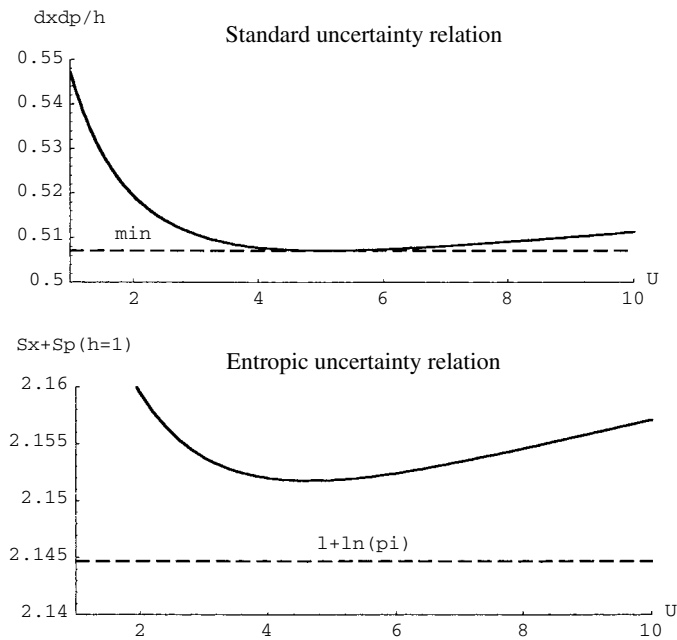 dxdp/h
Standard uncertainty relation
0.55
0.54
0.53
0.52
min
0.51
0.5
2 4 6 8 10 U
Sx+Sp(h=1)
Entropic uncertainty relation
2.16
2.155
2.15
l+ln(pi)
2.145
2.14
2 4 6 8 10 U